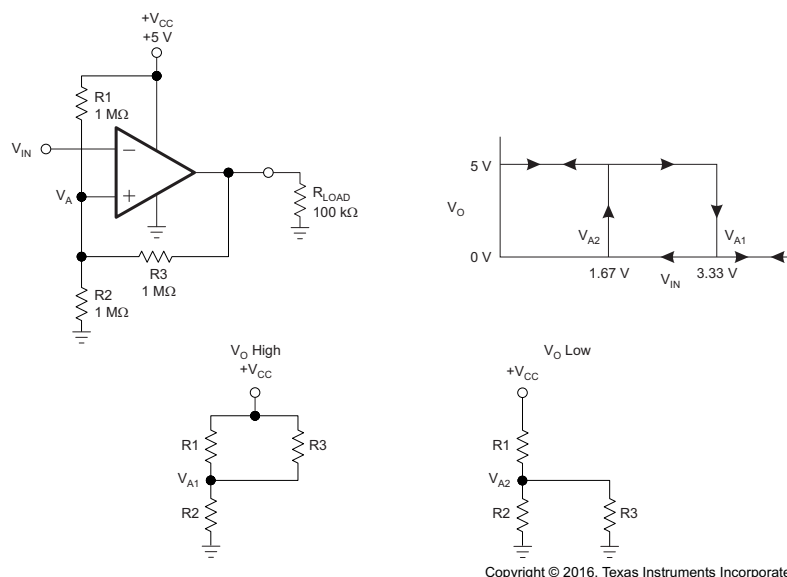 +VCC
+5 V
R1
1 MΩ
VIN
VA
RLOAD
100 kΩ
R3
1 MΩ
R2
1 MΩ
5 V
VO
VA2
VA1
0 V
1.67 V
VIN
3.33 V
VO High
+VCC
R1
R3
VA1
R2
VO Low
+VCC
R1
VA2
R2
R3
Copyright © 2016, Texas Instruments Incorporate